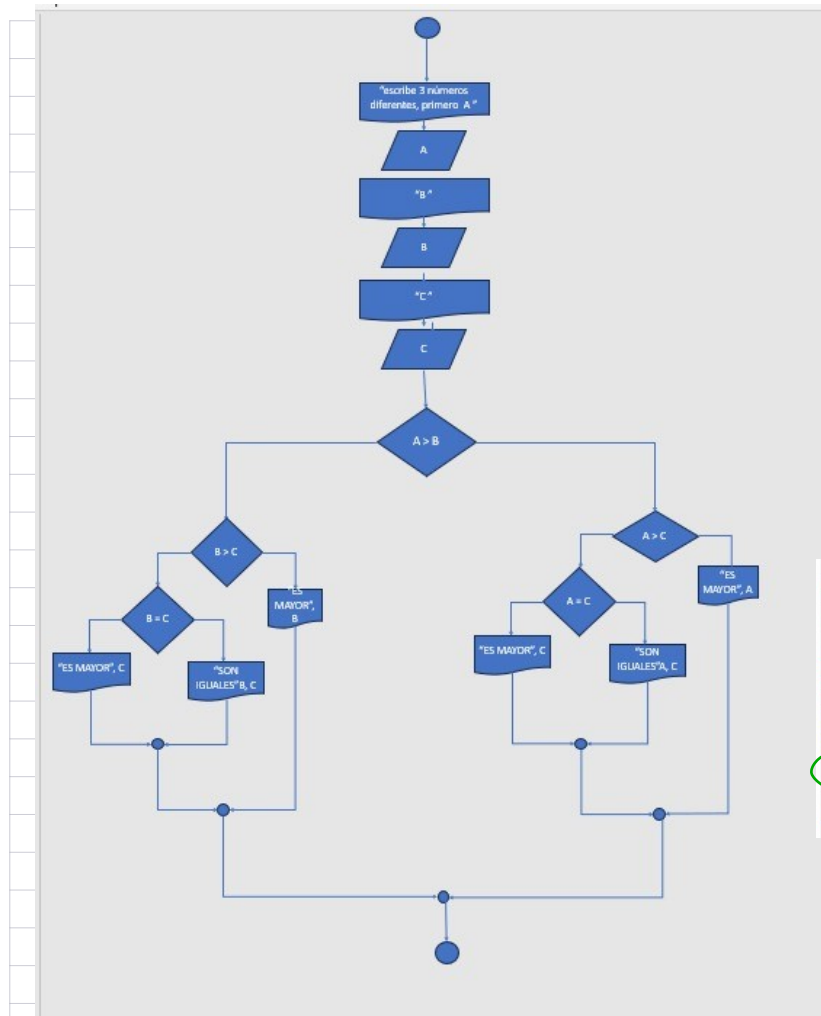 "escribe 3 números
diferentes, primero A "
A
"B "
B
"C "
C
A > B
B > C
A > C
"ES
MAYOR",
B
"ES
MAYOR", A
B = C
A = C
"ES MAYOR", C
"SON
IGUALES"B, C
"ES MAYOR", C
"SON
IGUALES"A, C